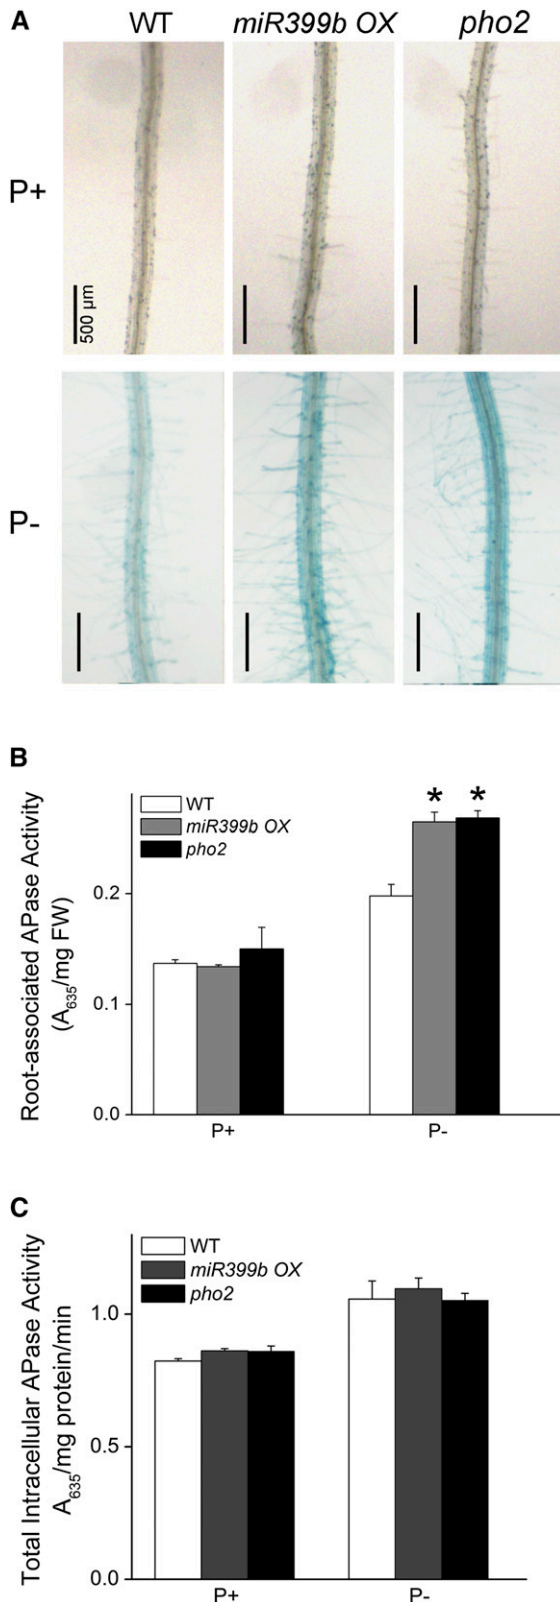 A
WT miR399b OX pho2
P+
500 µm
P-
B
Root-associated APase Activity
(A635/mg FW)
WT
miR399b OX
pho2
* *
0.2
0.1
0.0
P+ P-
C
Total Intracellular APase Activity
A635/mg protein/min
WT
miR399b OX
pho2
1.0
0.5
0.0
P+ P-